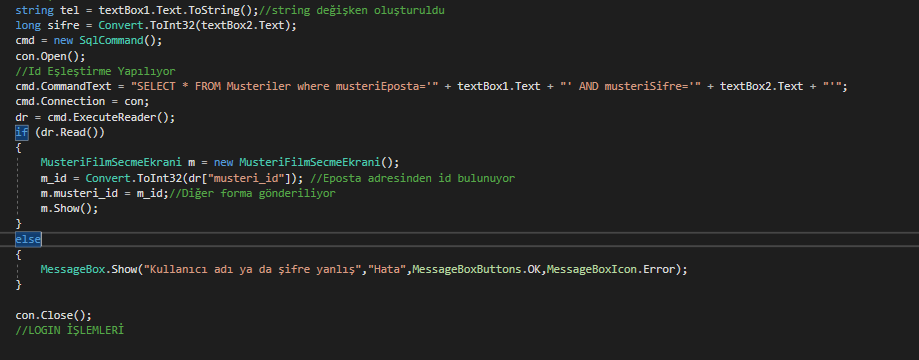 string tel = textBox1.Text.ToString();//string değişken oluşturuldu
long sifre = Convert.ToInt32(textBox2.Text);
cmd = new SqlCommand();
con.Open();
//Id Eşleştirme Yapılıyor
cmd.CommandText = "SELECT * FROM Musteriler where musteriEposta='" + textBox1.Text + "' AND musteriSifre='" + textBox2.Text + "'";
cmd.Connection = con;
dr = cmd.ExecuteReader();
if (dr.Read())
{
MusteriFilmSecmeEkrani m = new MusteriFilmSecmeEkrani();
m_id = Convert.ToInt32(dr["musteri_id"]); //Eposta adresinden id bulunuyor
m.musteri_id = m_id;//Diğer forma gönderiliyor
m.Show();
}
else
{
MessageBox.Show("Kullanıcı adı ya da şifre yanlış","Hata",MessageBoxButtons.OK,MessageBoxIcon.Error);
}
con.Close();
//LOGIN İŞLEMLERİ